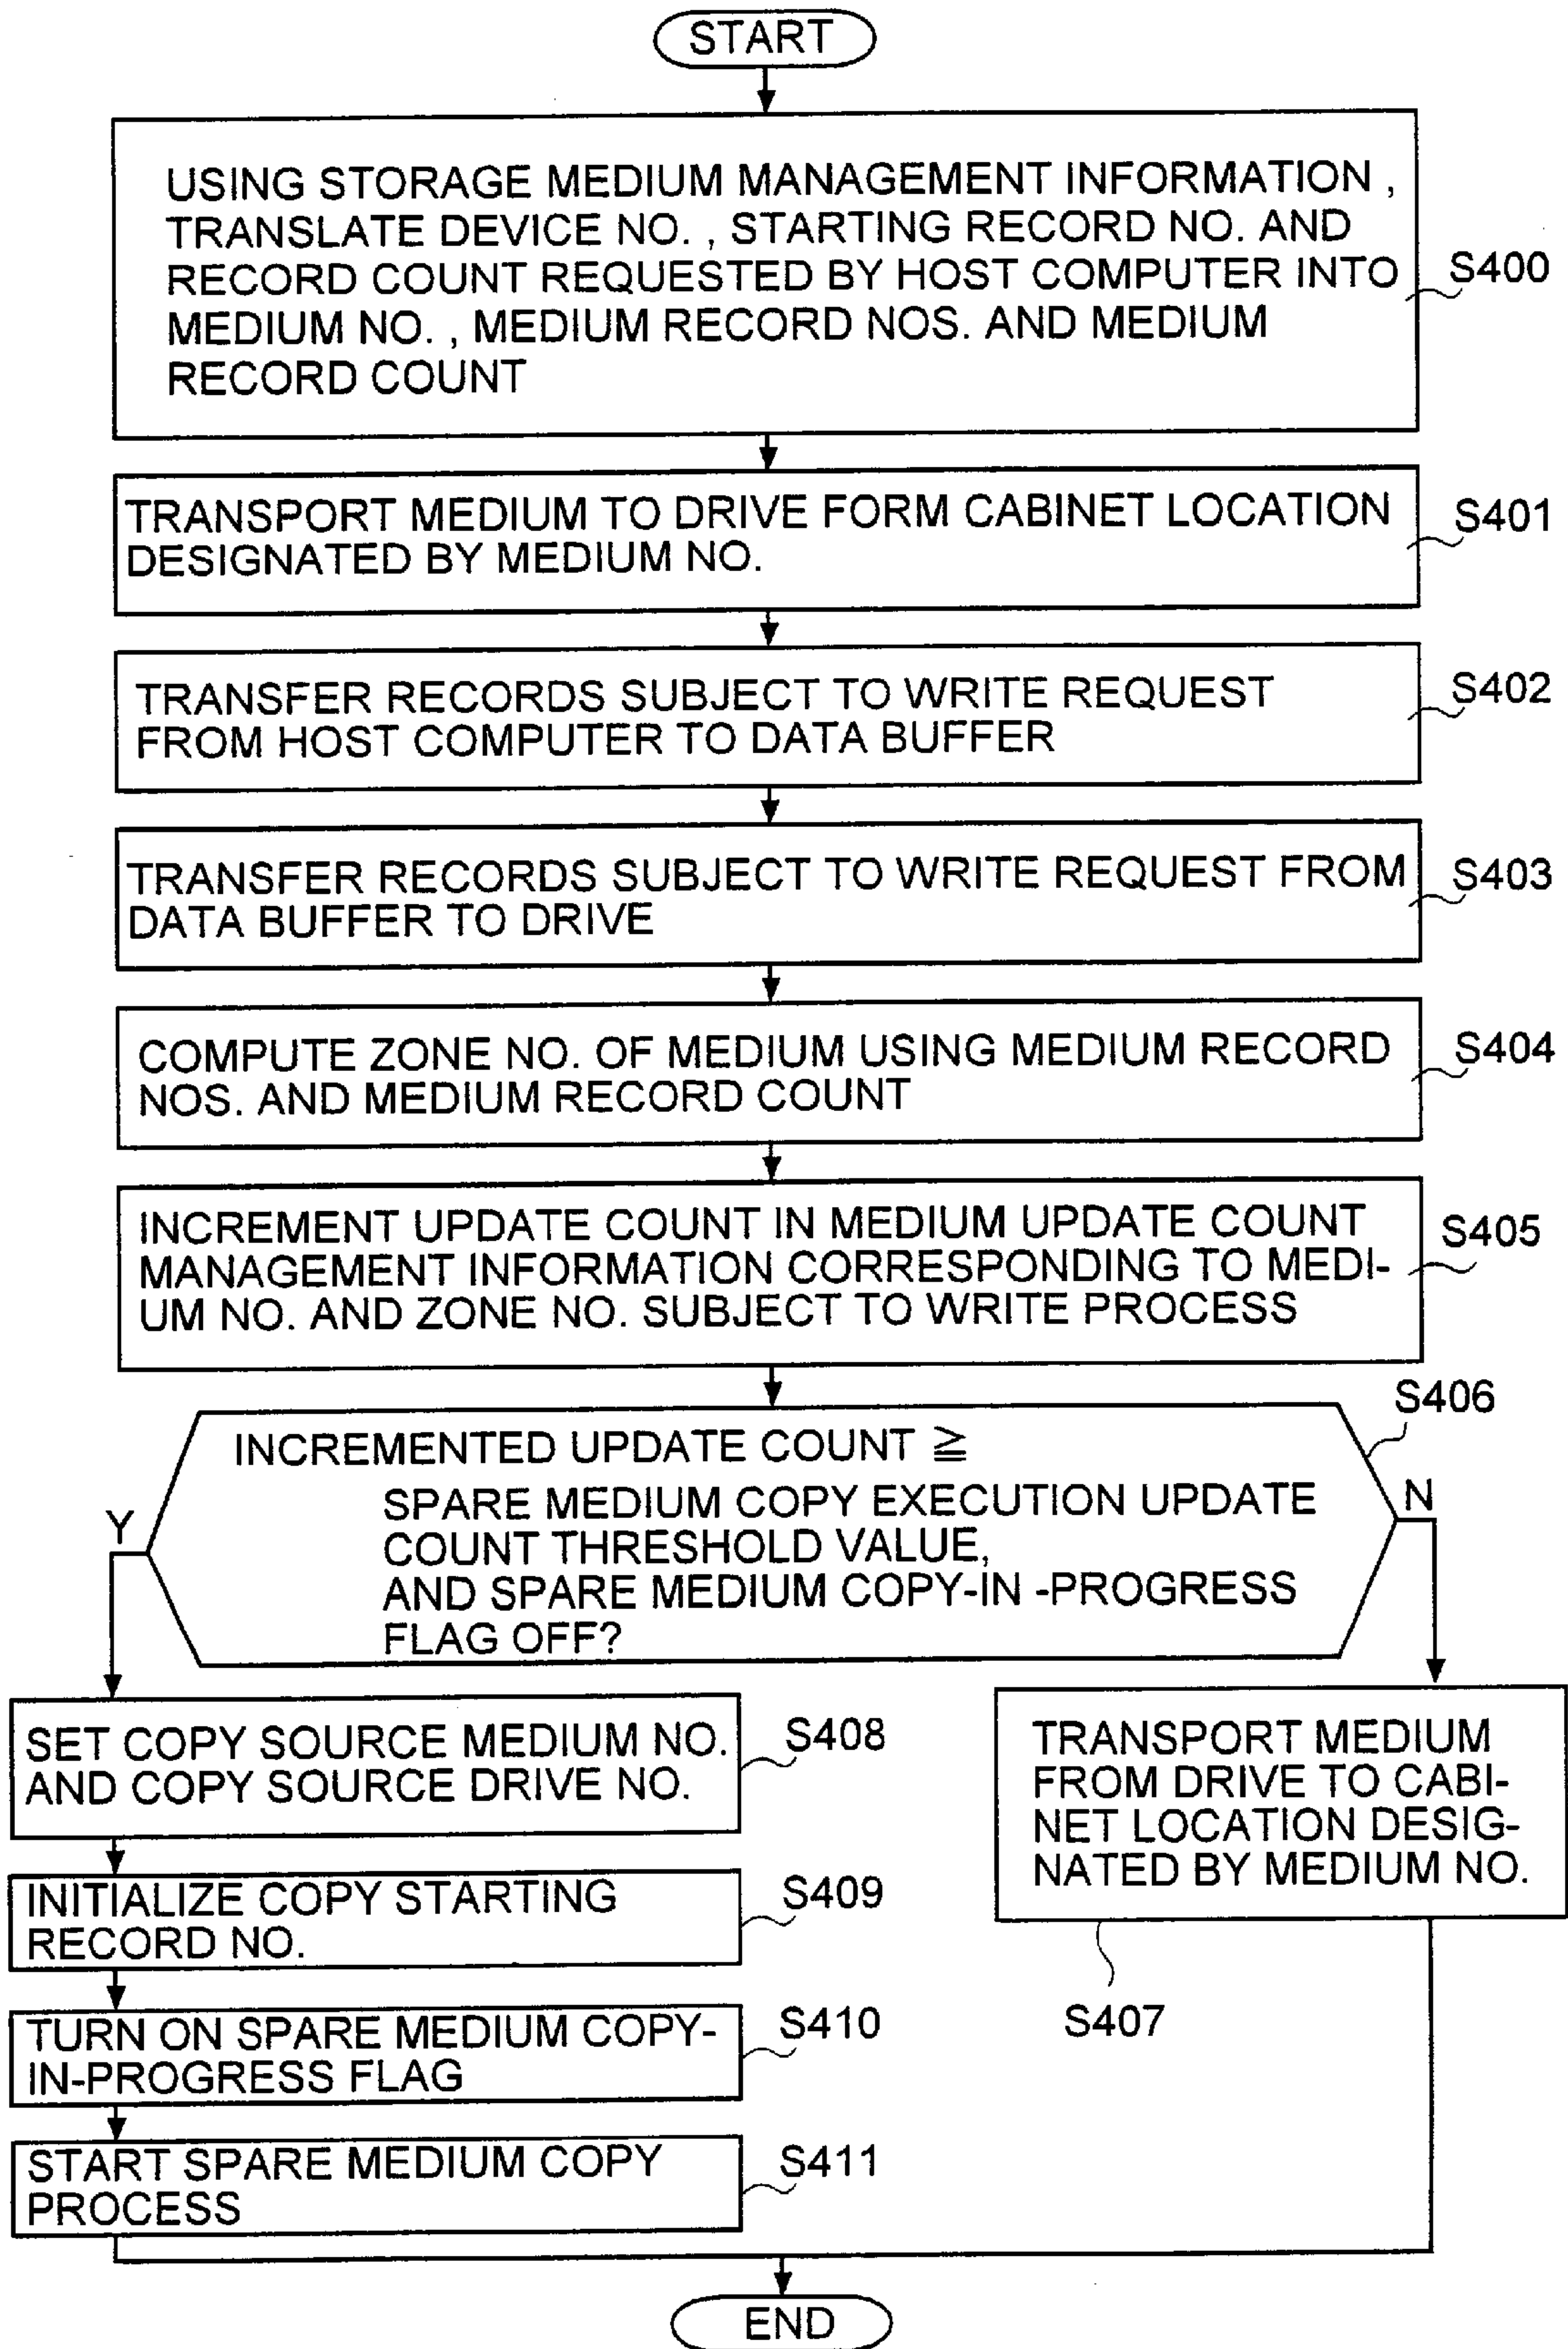 START
USING STORAGE MEDIUM MANAGEMENT INFORMATION ,
TRANSLATE DEVICE NO. , STARTING RECORD NO. AND
RECORD COUNT REQUESTED BY HOST COMPUTER INTO
MEDIUM NO. , MEDIUM RECORD NOS. AND MEDIUM
RECORD COUNT
S400
TRANSPORT MEDIUM TO DRIVE FORM CABINET LOCATION
DESIGNATED BY MEDIUM NO.
S401
TRANSFER RECORDS SUBJECT TO WRITE REQUEST
FROM HOST COMPUTER TO DATA BUFFER
S402
TRANSFER RECORDS SUBJECT TO WRITE REQUEST FROM
DATA BUFFER TO DRIVE
S403
COMPUTE ZONE NO. OF MEDIUM USING MEDIUM RECORD
NOS. AND MEDIUM RECORD COUNT
S404
INCREMENT UPDATE COUNT IN MEDIUM UPDATE COUNT
MANAGEMENT INFORMATION CORRESPONDING TO MEDI-
UM NO. AND ZONE NO. SUBJECT TO WRITE PROCESS
S405
S406
INCREMENTED UPDATE COUNT ≧
SPARE MEDIUM COPY EXECUTION UPDATE
COUNT THRESHOLD VALUE,
AND SPARE MEDIUM COPY-IN -PROGRESS
FLAG OFF?
Y
N
SET COPY SOURCE MEDIUM NO.
AND COPY SOURCE DRIVE NO.
S408
TRANSPORT MEDIUM
FROM DRIVE TO CABI-
NET LOCATION DESIG-
NATED BY MEDIUM NO.
S407
INITIALIZE COPY STARTING
RECORD NO.
S409
TURN ON SPARE MEDIUM COPY-
IN-PROGRESS FLAG
S410
START SPARE MEDIUM COPY
PROCESS
S411
END